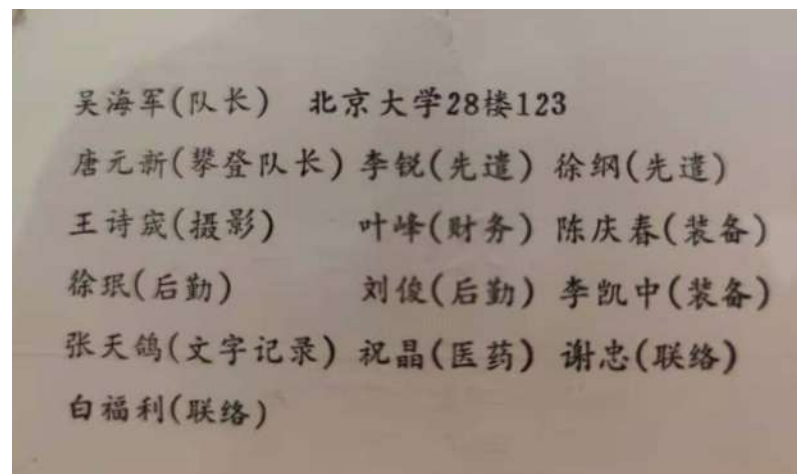 吴海军(队长) 北京大学28楼123
唐元新(攀登队长) 李锐(先遣) 徐纲(先遣)
王诗宬(摄影) 叶峰(财务) 陈庆春(装备)
徐珉(后勤) 刘俊(后勤) 李凯中(装备)
张天鸽(文字记录) 祝晶(医药) 谢忠(联络)
白福利(联络)